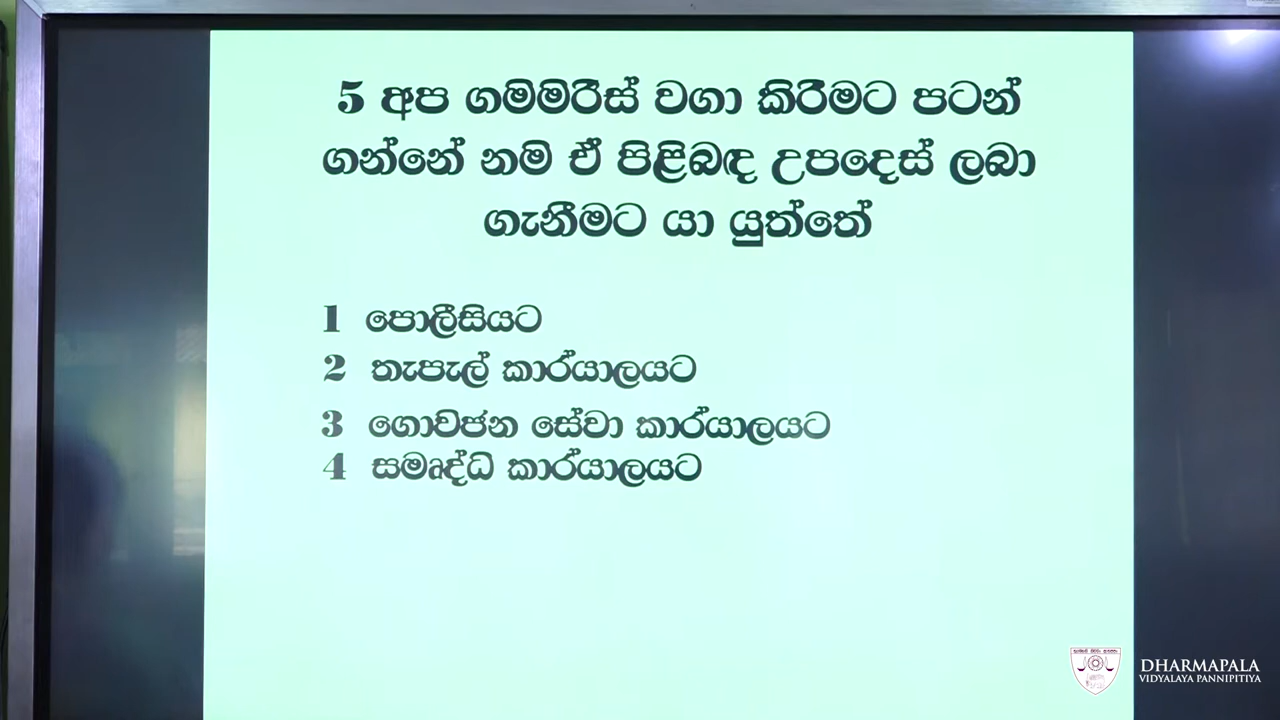 5 අප ගම්මිරිස් වගා කිරීමට පටන්
ගන්නේ නම් ඒ පිළිබඳ උපදෙස් ලබා
ගැනීමට යා යුත්තේ
1 පොලීසියට
2 තැපැල් කාර්යාලයට
3 ගොවිජන සේවා කාර්යාලයට
4 සමෘද්ධි කාර්යාලයට
DHARMAPALA
VIDYALAYA PANNIPITIYA